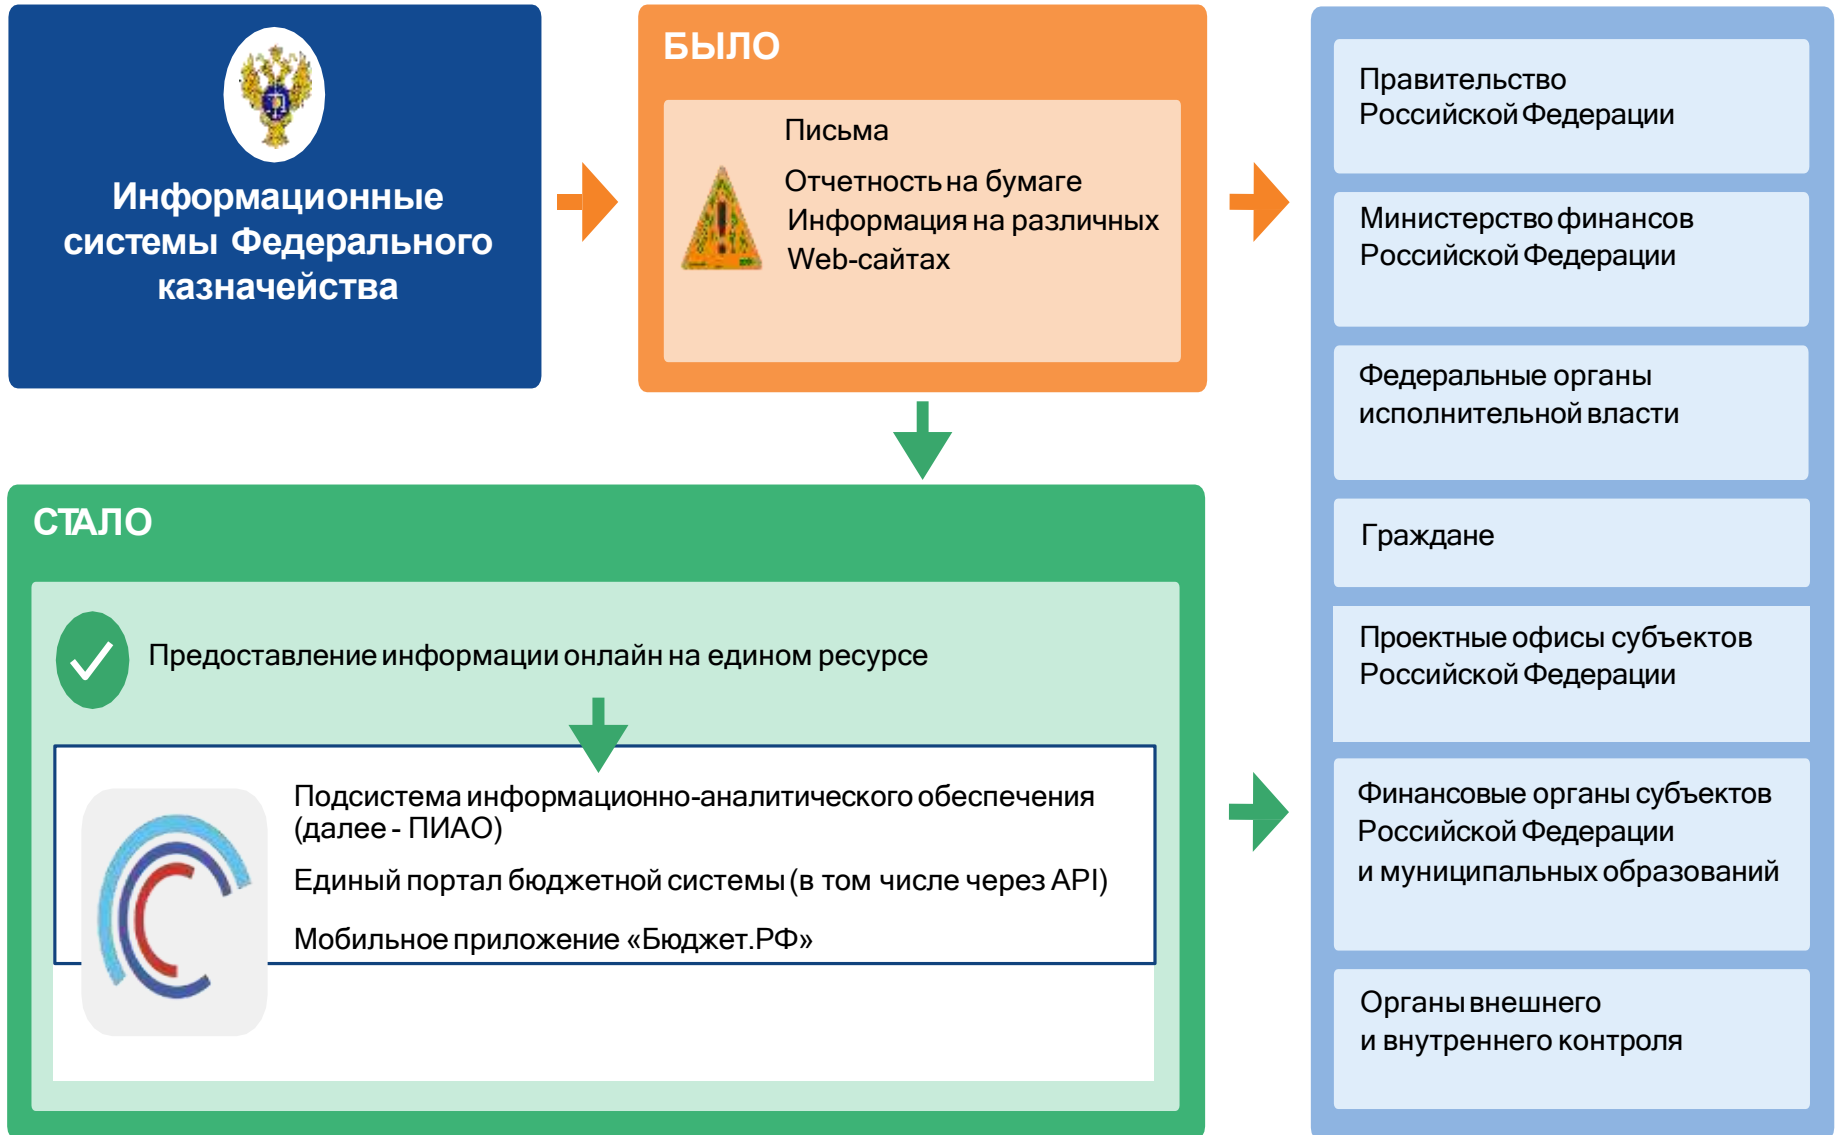 Информационные
системы Федерального
казначейства
БЫЛО
Письма
Отчетность на бумаге
Информация на различных
Web-сайтах
СТАЛО
Предоставление информации онлайн на едином ресурсе
Подсистема информационно-аналитического обеспечения
(далее - ПИАО)
Единый портал бюджетной системы (в том числе через API)
Мобильное приложение «Бюджет.РФ»
Правительство
Российской Федерации
Министерство финансов
Российской Федерации
Федеральные органы
исполнительной власти
Граждане
Проектные офисы субъектов
Российской Федерации
Финансовые органы субъектов
Российской Федерации
и муниципальных образований
Органы внешнего
и внутреннего контроля